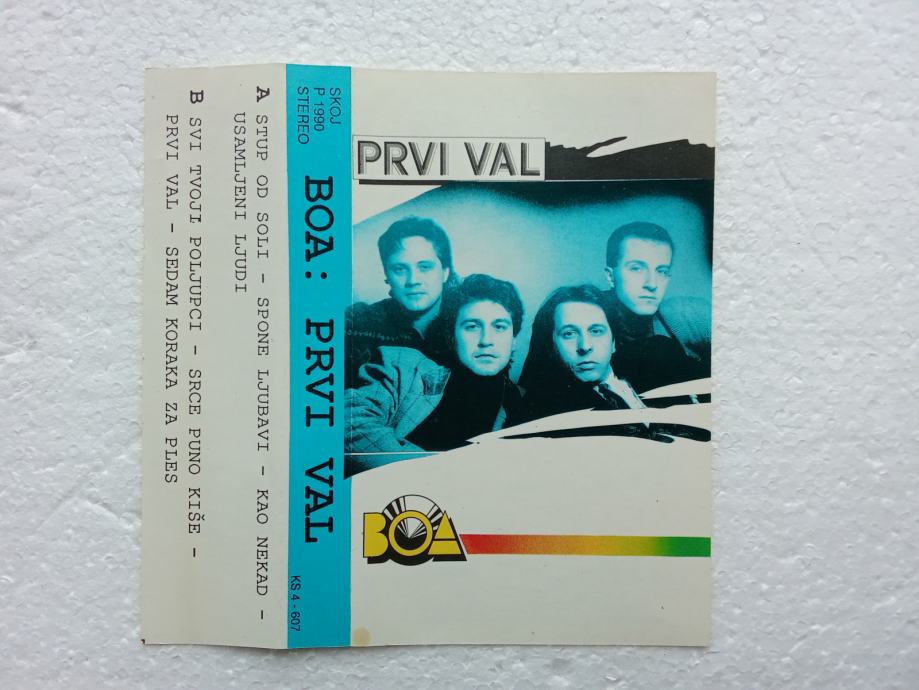 PRVI VAL
BOA
SKOJ
P 1990
STEREO
BOA: PRVI VAL
KS 4 - 607
A STUP OD SOLI - SPONE LJUBAVI - KAO NEKAD -
USAMLJENI LJUDI
B SVI TVOJI POLJUPCI - SRCE PUNO KIŠE -
PRVI VAL - SEDAM KORAKA ZA PLES